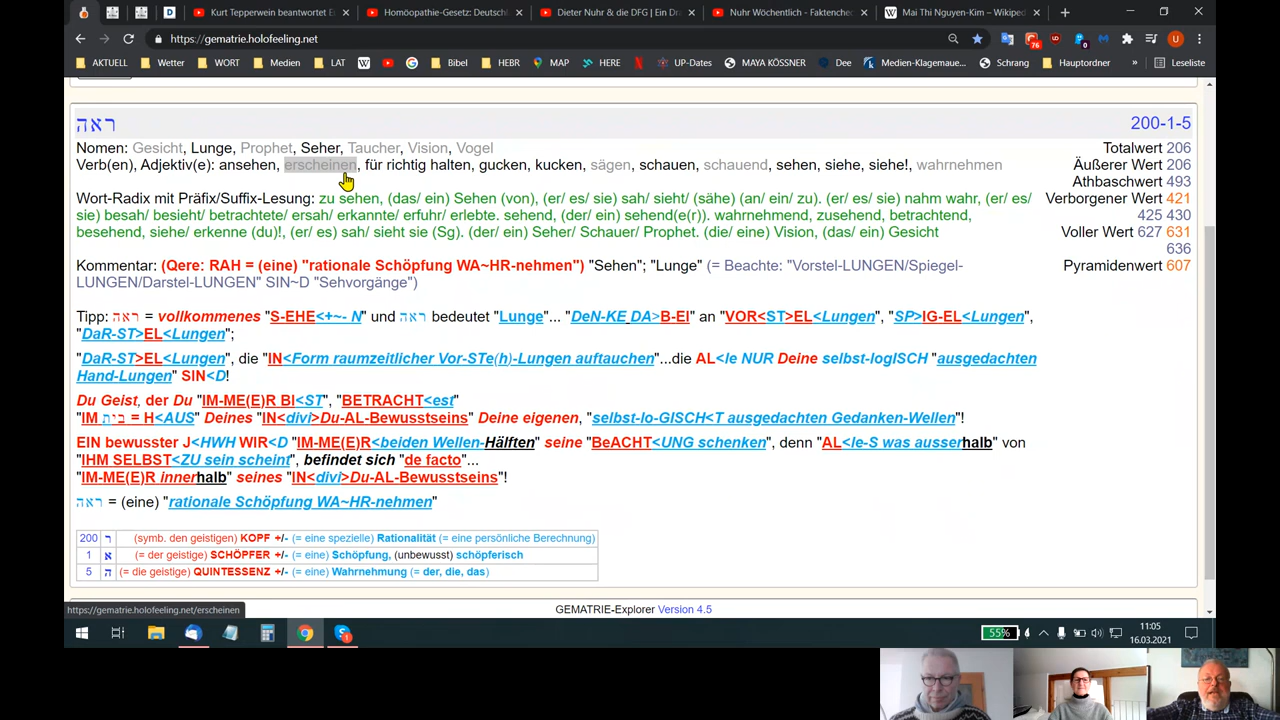 Kurt Tepperwein beantwortet E
Homöopathie-Gesetz: Deutschl
Dieter Nuhr & die DFG | Ein Dra
Nuhr Wöchentlich - Faktenchec
Mai Thi Nguyen-Kim – Wikiped
https://gematrie.holofeeling.net
76
0
U
AKTUELL Wetter WORT Medien LAT Bibel HEBR MAP HERE UP-Dates MAYA KÖSSNER Dee Medien-Klagemaue... Schrang Hauptordner » Leseliste
ראה 200-1-5
Nomen: Gesicht, Lunge, Prophet, Seher, Taucher, Vision, Vogel Totalwert 206
Verb(en), Adjektiv(e): ansehen, erscheinen, für richtig halten, gucken, kucken, sägen, schauen, schauend, sehen, siehe, siehe!, wahrnehmen Äußerer Wert 206
Athbaschwert 493
Wort-Radix mit Präfix/Suffix-Lesung: zu sehen, (das/ ein) Sehen (von), (er/ es/ sie) sah/ sieht/ (sähe) (an/ ein/ zu). (er/ es/ sie) nahm wahr, (er/ es/ Verborgener Wert 421
sie) besah/ besieht/ betrachtete/ ersah/ erkannte/ erfuhr/ erlebte. sehend, (der/ ein) sehend(e(r)). wahrnehmend, zusehend, betrachtend, 425 430
besehend, siehe/ erkenne (du)!, (er/ es) sah/ sieht sie (Sg). (der/ ein) Seher/ Schauer/ Prophet. (die/ eine) Vision, (das/ ein) Gesicht Voller Wert 627 631
636
Kommentar: (Qere: RAH = (eine) "rationale Schöpfung WA~HR-nehmen") "Sehen"; "Lunge" (= Beachte: "Vorstel-LUNGEN/Spiegel- Pyramidenwert 607
LUNGEN/Darstel-LUNGEN" SIN~D "Sehvorgänge")
Tipp: ראה = vollkommenes "S-EHE<+~- N" und ראה bedeutet "Lunge"... "DeN-KE DA>B-EI" an "VOR<ST>EL<Lungen", "SP>IG-EL<Lungen",
"DaR-ST>EL<Lungen";
"DaR-ST>EL<Lungen", die "IN<Form raumzeitlicher Vor-STe(h)-Lungen auftauchen"...die AL<le NUR Deine selbst-logISCH "ausgedachten
Hand-Lungen" SIN<D!
Du Geist, der Du "IM-ME(E)R BI<ST", "BETRACHT<est"
"IM בית = H<AUS" Deines "IN<divi>Du-AL-Bewusstseins" Deine eigenen, "selbst-lo-GISCH<T ausgedachten Gedanken-Wellen"!
EIN bewusster J<HWH WIR<D "IM-ME(E)R<beiden Wellen-Hälften" seine "BeACHT<UNG schenken", denn "AL<le-S was ausserhalb" von
"IHM SELBST<ZU sein scheint", befindet sich "de facto"...
"IM-ME(E)R innerhalb" seines "IN<divi>Du-AL-Bewusstseins"!
ראה = (eine) "rationale Schöpfung WA~HR-nehmen"
200 ר (symb. den geistigen) KOPF +/- (= eine spezielle) Rationalität (= eine persönliche Berechnung)
1 א (= der geistige) SCHÖPFER +/- (= eine) Schöpfung, (unbewusst) schöpferisch
5 ה (= die geistige) QUINTESSENZ +/- (= eine) Wahrnehmung (= der, die, das)
https://gematrie.holofeeling.net/erscheinen
GEMATRIE-Explorer Version 4.5
55%
11:05
16.03.2021